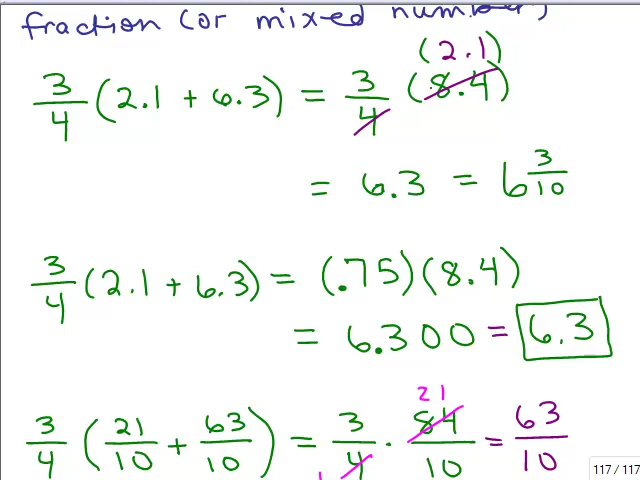 fraction (or mixed number)
(2.1)
3/4 (2.1 + 6.3) = 3/4 (8.4)
= 6.3 = 6 3/10
3/4 (2.1 + 6.3) = (.75)(8.4)
= 6.300 = 6.3
21
3/4 (21/10 + 63/10) = 3/4 · 84/10 = 63/10
1
117 / 117